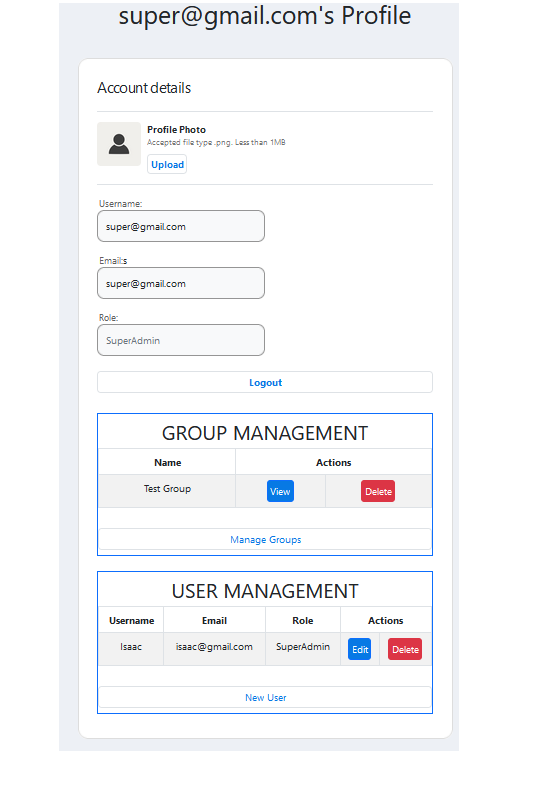 super@gmail.com's Profile
Account details
Profile Photo
Accepted file type .png. Less than 1MB
Upload
Username:
super@gmail.com
Email:s
super@gmail.com
Role:
SuperAdmin
Logout
GROUP MANAGEMENT
Name Actions
Test Group View Delete
Manage Groups
USER MANAGEMENT
Username Email Role Actions
Isaac isaac@gmail.com SuperAdmin Edit Delete
New User